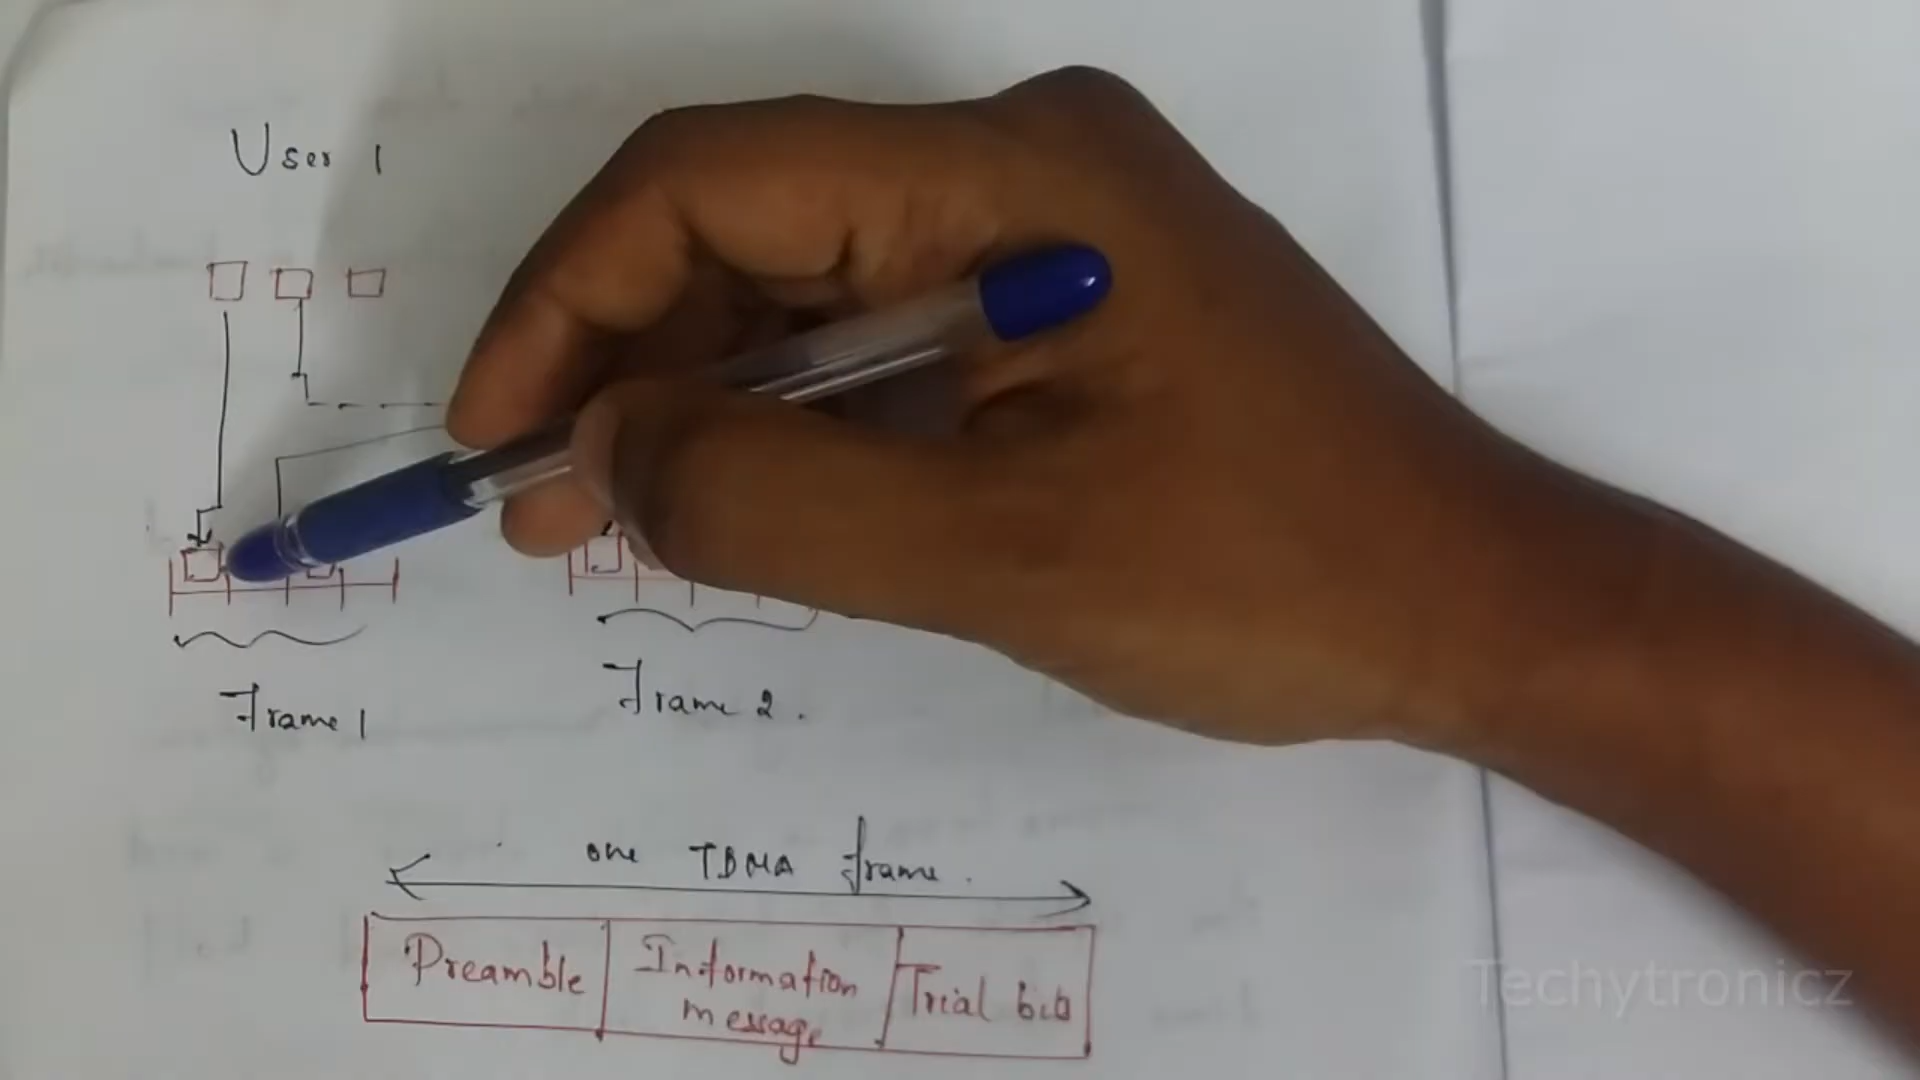 User 1
Frame 1
Frame 2.
one TDMA frame.
Preamble
Information
message
Trial bits
Techytronicz